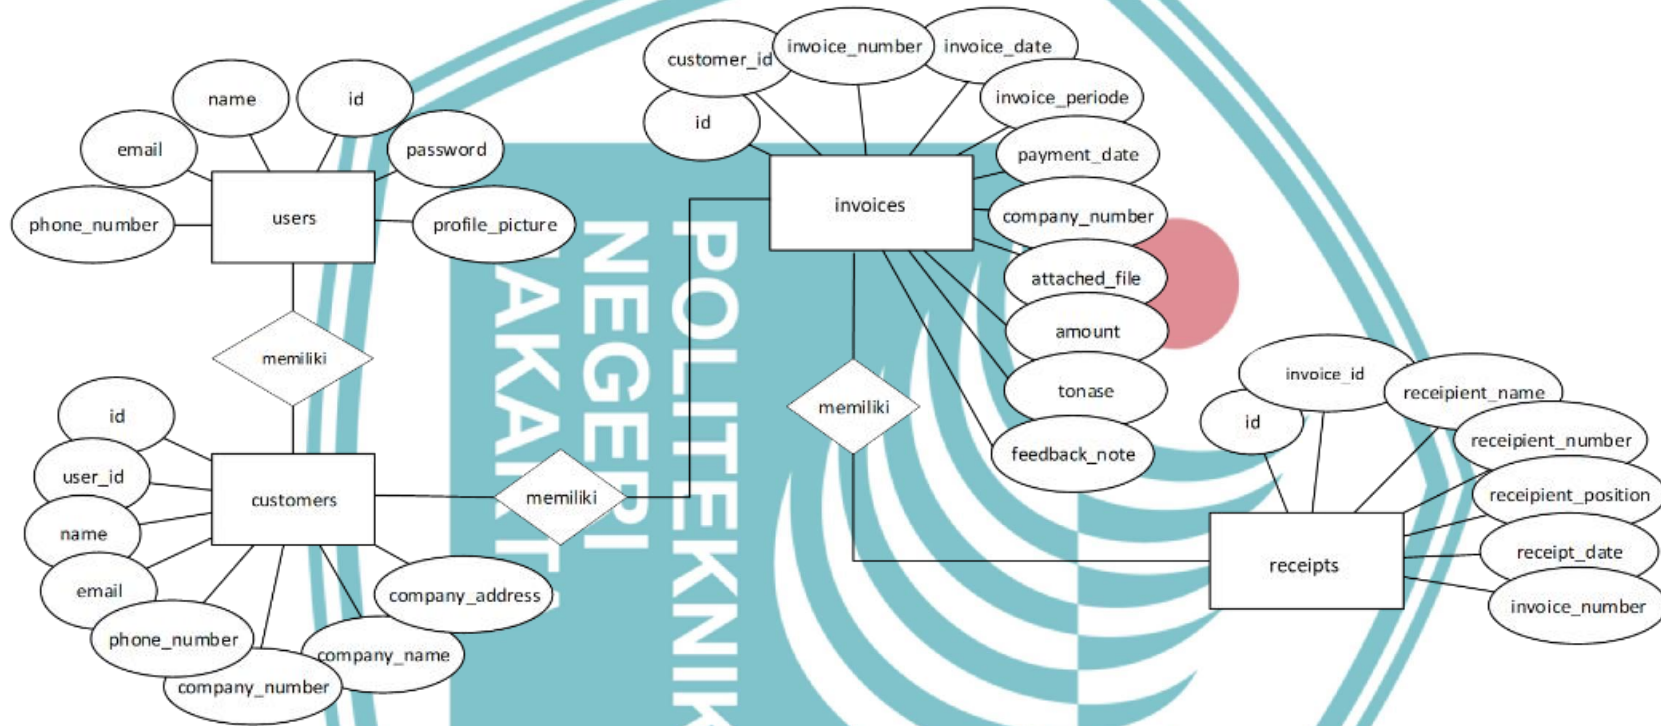 customer_id
invoice_number
invoice_date
invoice_periode
id
payment_date
company_number
attached_file
amount
tonase
feedback_note
invoices
name
id
email
password
phone_number
profile_picture
users
memiliki
id
user_id
name
email
phone_number
company_number
company_name
company_address
customers
memiliki
memiliki
invoice_id
receipient_name
id
receipient_number
receipient_position
receipt_date
invoice_number
receipts
POLITEKNIK
NEGERI
JAKARTA